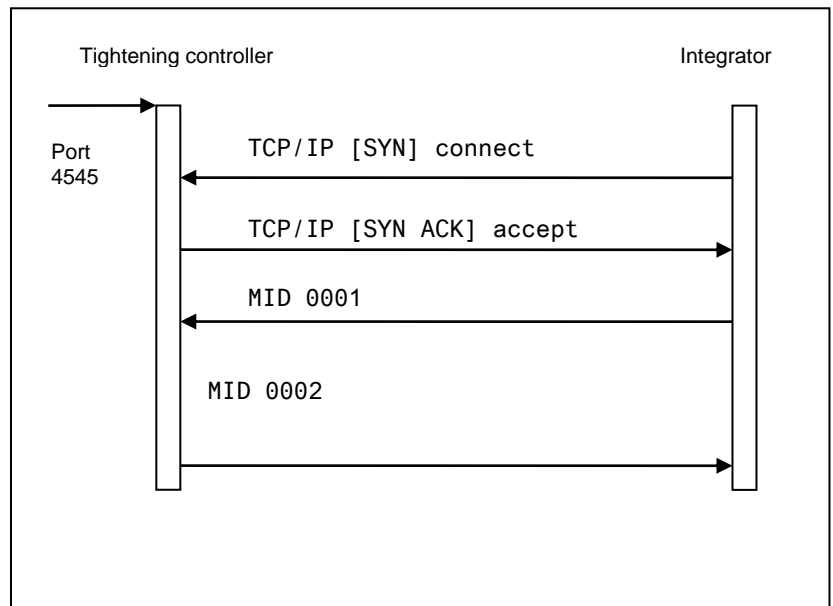 Tightening controller
Integrator
Port
4545
TCP/IP [SYN] connect
TCP/IP [SYN ACK] accept
MID 0001
MID 0002